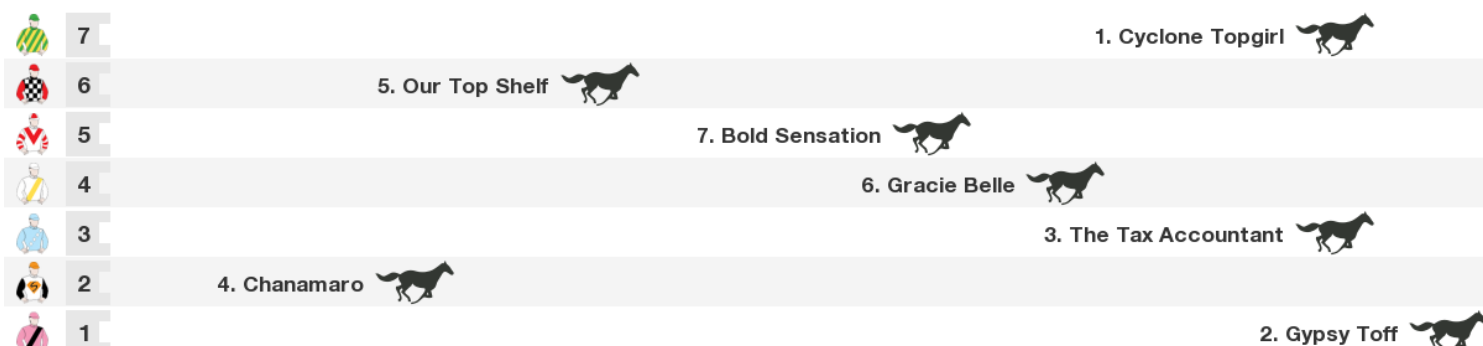 7 1. Cyclone Topgirl
6 5. Our Top Shelf
5 7. Bold Sensation
4 6. Gracie Belle
3 3. The Tax Accountant
2 4. Chanamaro
1 2. Gypsy Toff